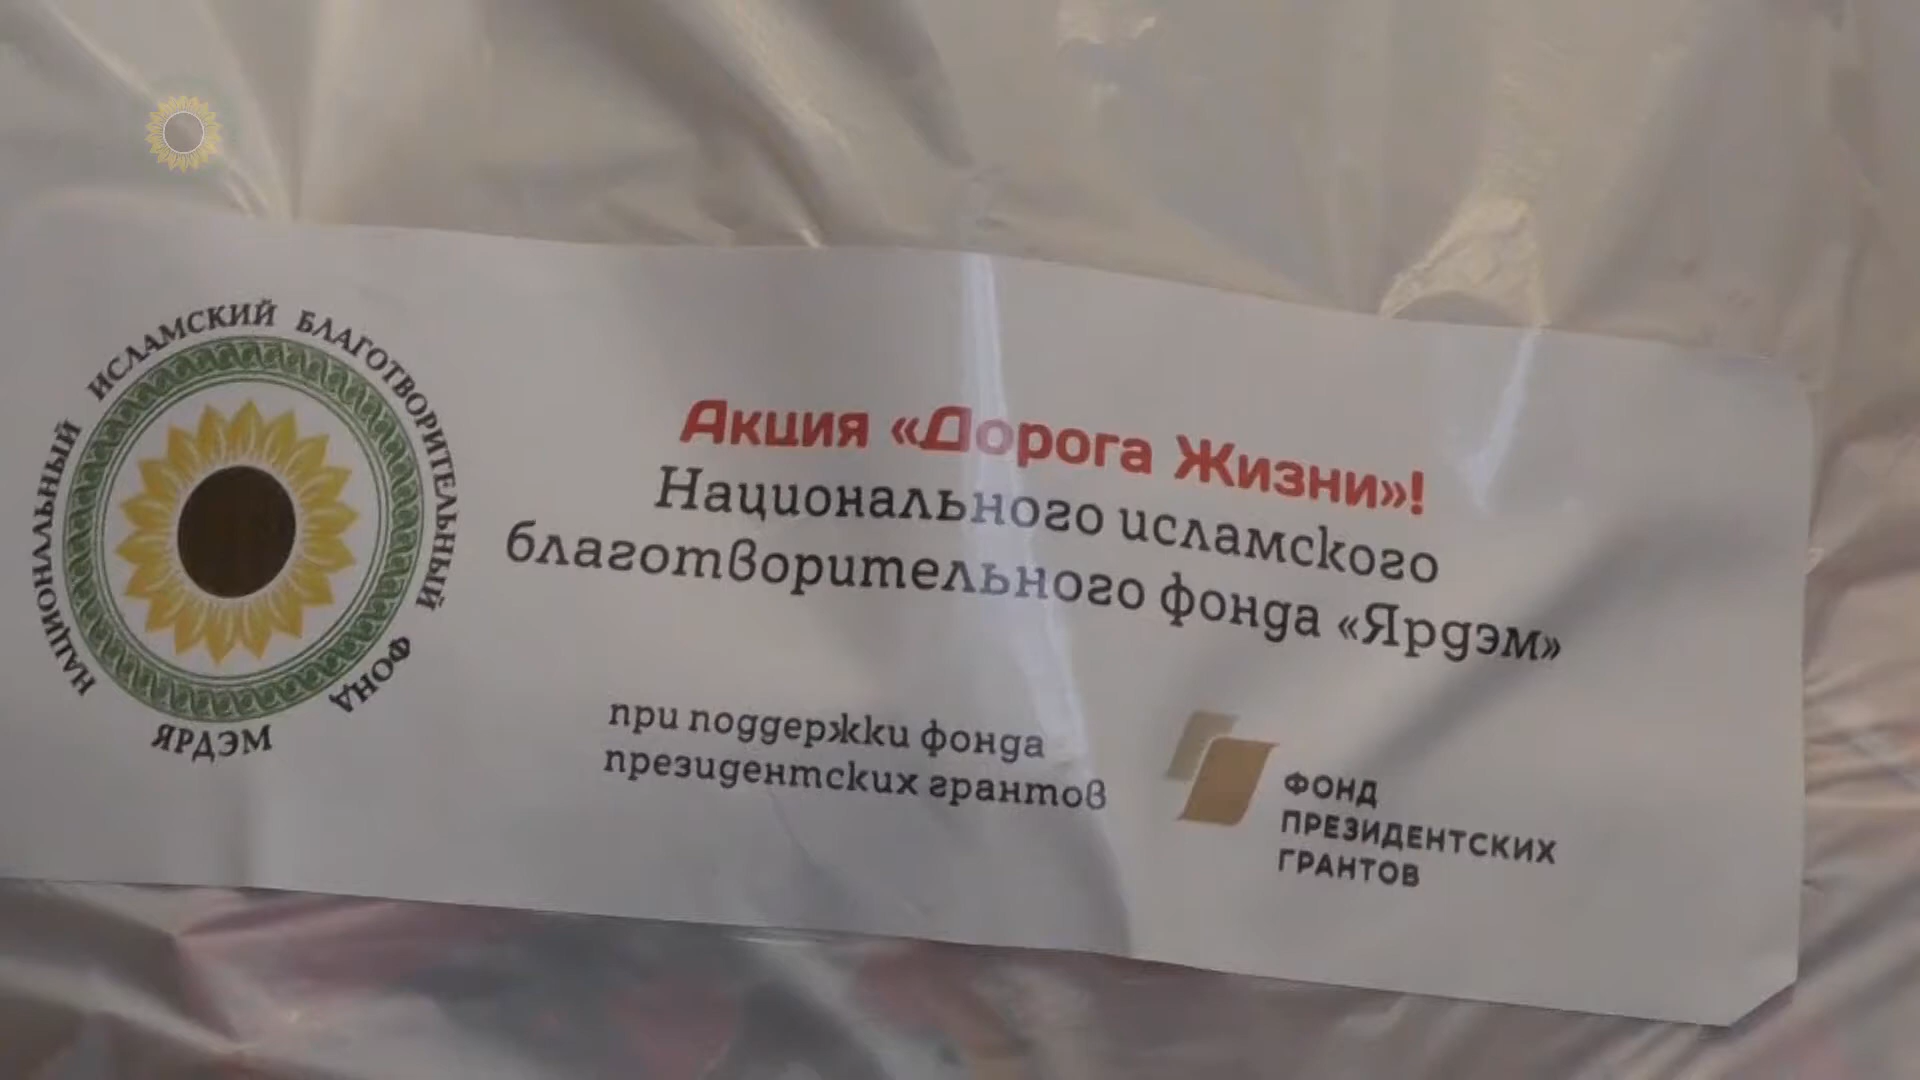 НАЦИОНАЛЬНЫЙ ИСЛАМСКИЙ БЛАГОТВОРИТЕЛЬНЫЙ ФОНД
ЯРДЭМ
Акция «Дорога Жизни»!
Национального исламского
благотворительного фонда «Ярдэм»
при поддержки фонда
президентских грантов
ФОНД
ПРЕЗИДЕНТСКИХ
ГРАНТОВ